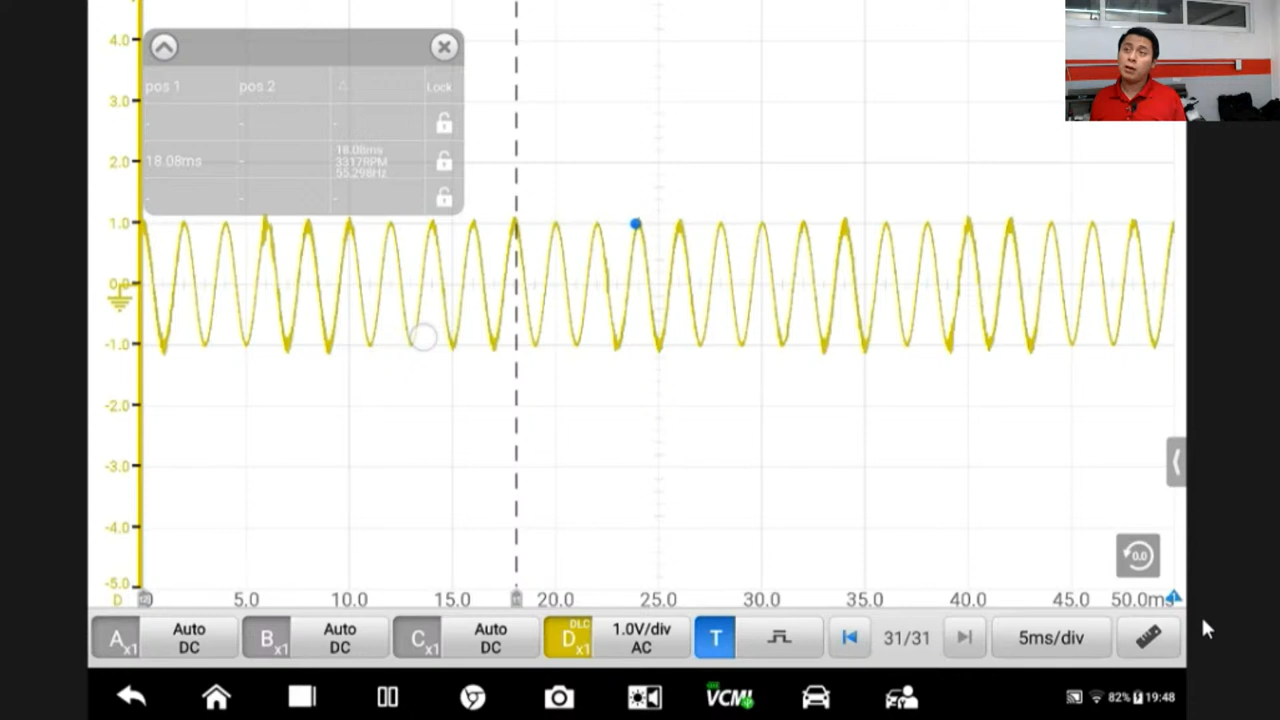 4.0
3.0
2.0
1.0
0.0
-1.0
-2.0
-3.0
-4.0
-5.0
pos 1 pos 2 △ Lock
- - -
18.08ms - 18.08ms
3317RPM
55.298Hz
- - -
0.0
D 5.0 10.0 15.0 20.0 25.0 30.0 35.0 40.0 45.0 50.0ms
A x1 Auto DC B x1 Auto DC C x1 Auto DC DLC D x1 1.0V/div AC T 31/31 5ms/div
VCMI 82% 19:48